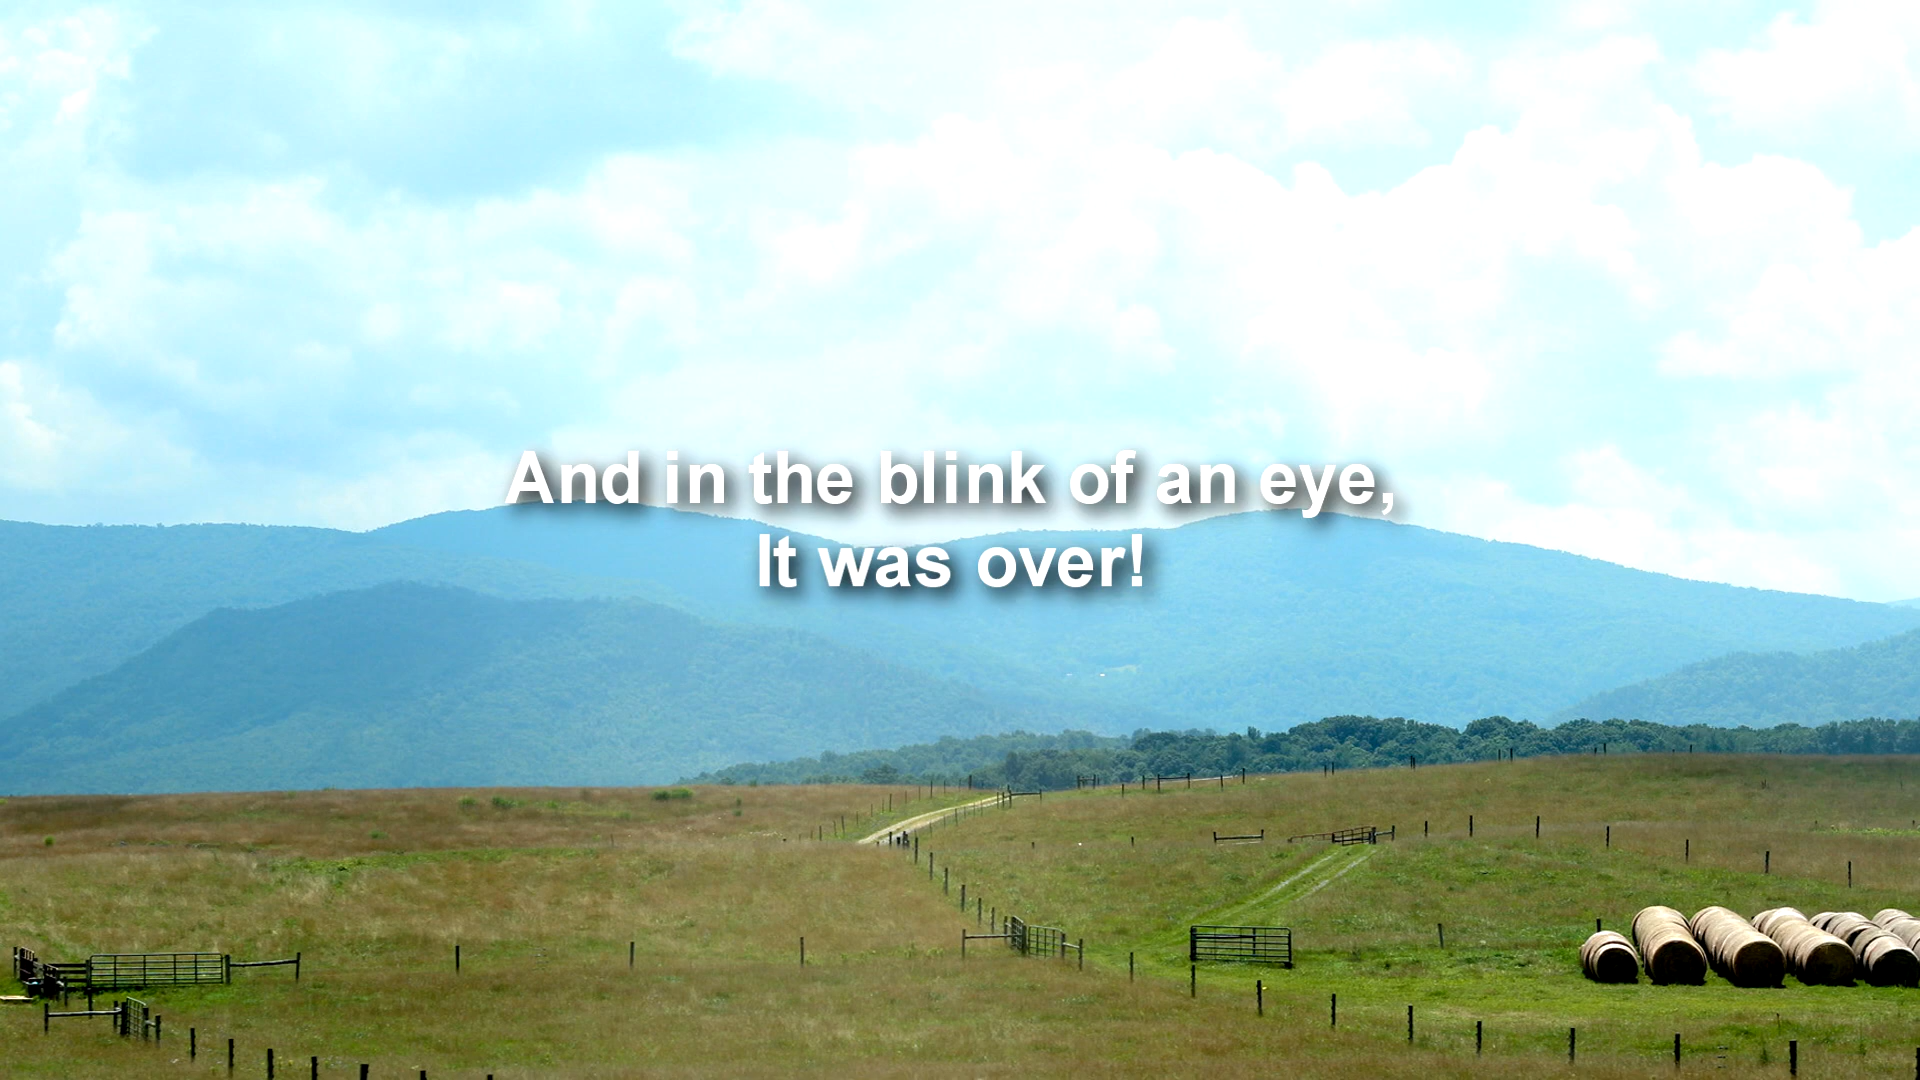 And in the blink of an eye,
It was over!